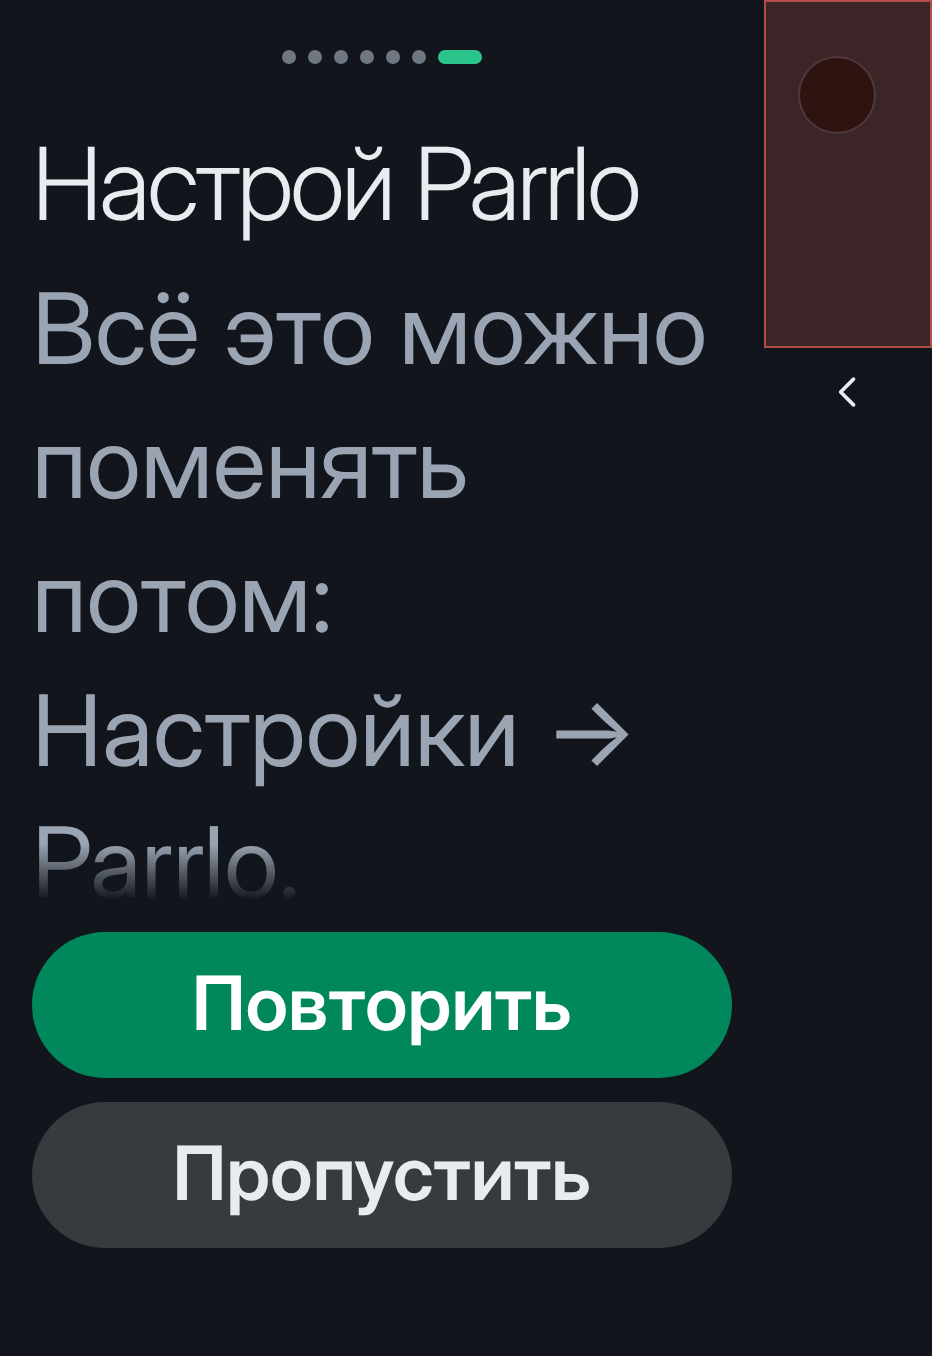 Настрой Parrlo
Всё это можно
поменять
потом:
Настройки →
Parrlo.
Повторить
Пропустить